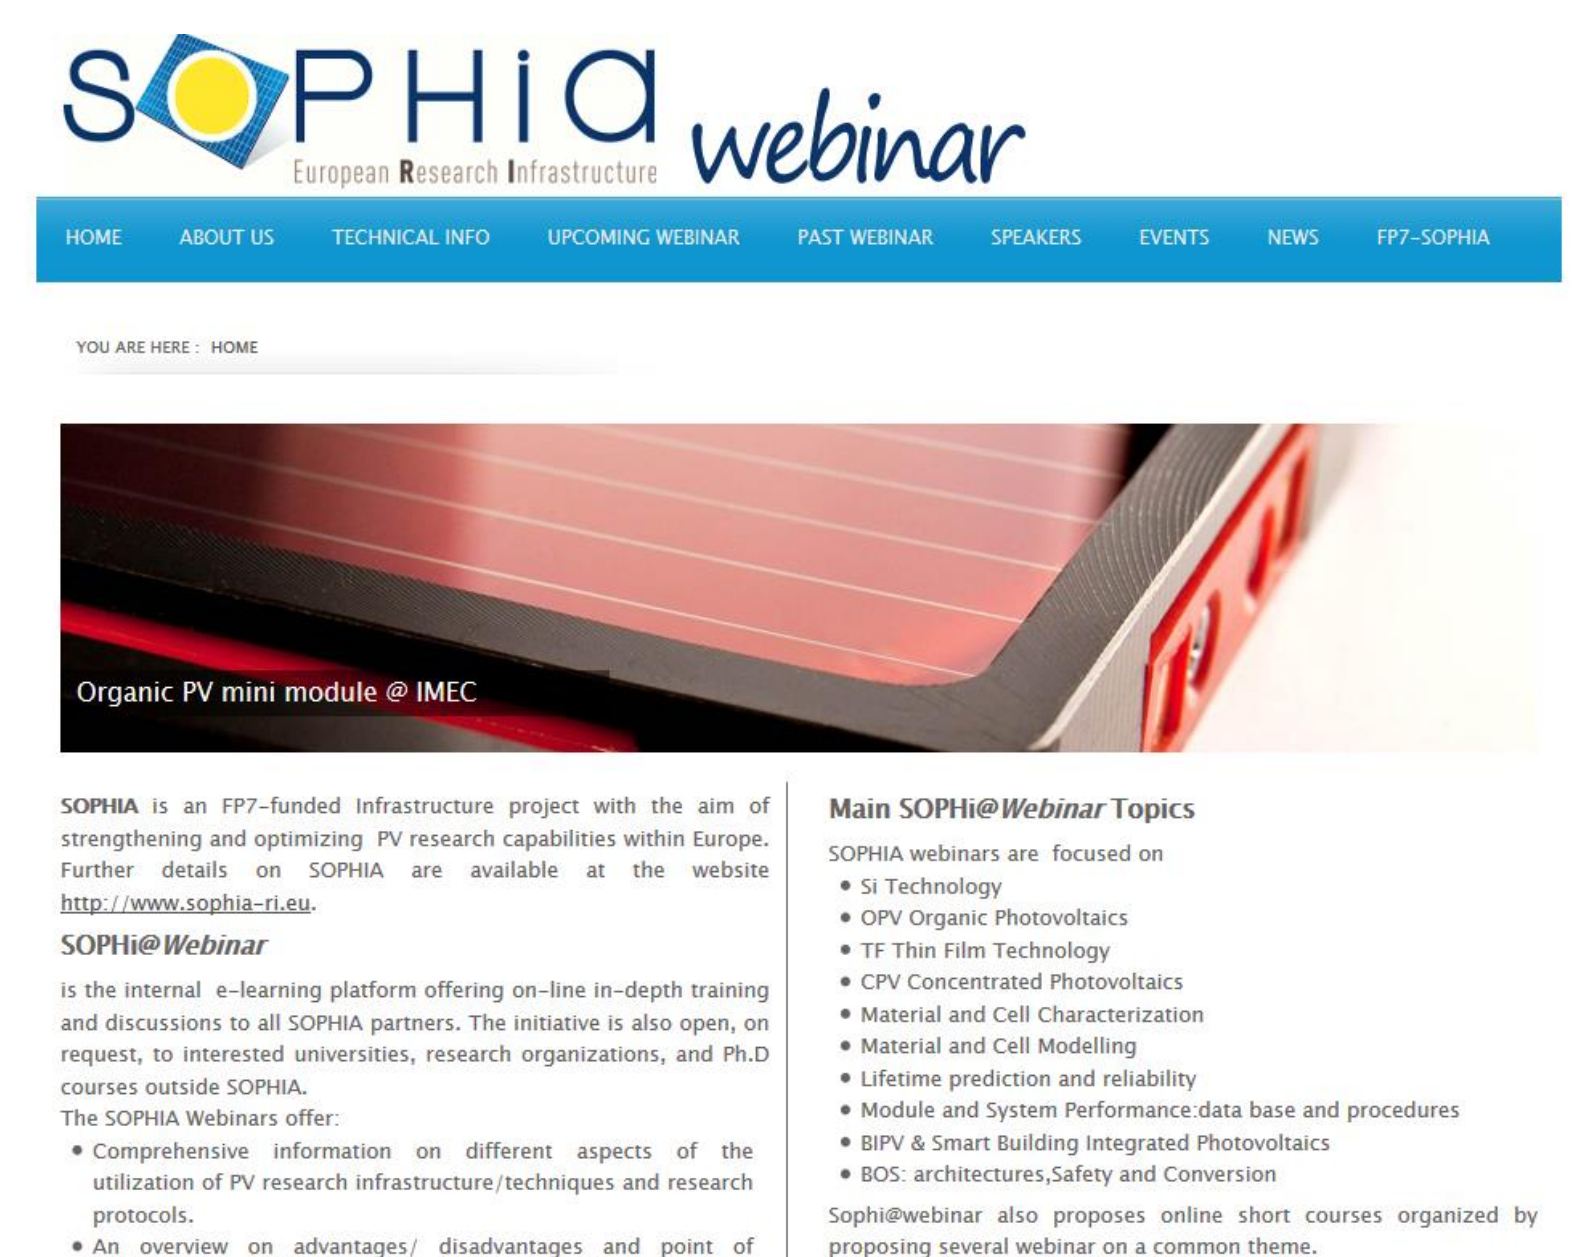 SOPHiA webinar
European Research Infrastructure
HOME ABOUT US TECHNICAL INFO UPCOMING WEBINAR PAST WEBINAR SPEAKERS EVENTS NEWS FP7-SOPHIA
YOU ARE HERE : HOME
Organic PV mini module @ IMEC
SOPHIA is an FP7-funded Infrastructure project with the aim of
strengthening and optimizing PV research capabilities within Europe.
Further details on SOPHIA are available at the website
http://www.sophia-ri.eu.
SOPHi@Webinar
is the internal e-learning platform offering on-line in-depth training
and discussions to all SOPHIA partners. The initiative is also open, on
request, to interested universities, research organizations, and Ph.D
courses outside SOPHIA.
The SOPHIA Webinars offer:
• Comprehensive information on different aspects of the
utilization of PV research infrastructure/techniques and research
protocols.
• An overview on advantages/ disadvantages and point of
Main SOPHi@Webinar Topics
SOPHIA webinars are focused on
• Si Technology
• OPV Organic Photovoltaics
• TF Thin Film Technology
• CPV Concentrated Photovoltaics
• Material and Cell Characterization
• Material and Cell Modelling
• Lifetime prediction and reliability
• Module and System Performance:data base and procedures
• BIPV & Smart Building Integrated Photovoltaics
• BOS: architectures,Safety and Conversion
Sophi@webinar also proposes online short courses organized by
proposing several webinar on a common theme.